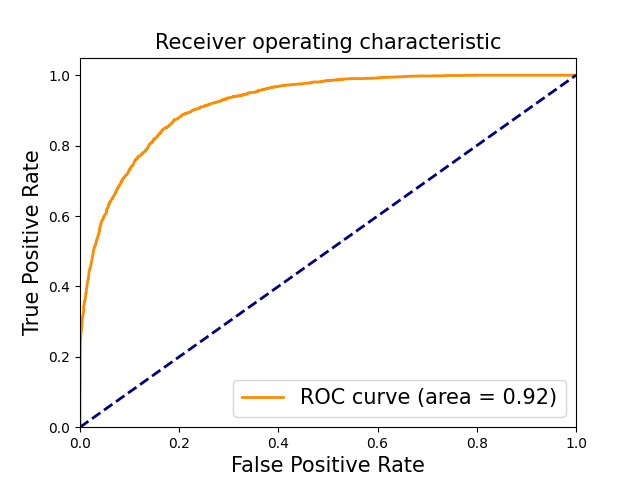 Receiver operating characteristic
True Positive Rate
1.0
0.8
0.6
0.4
0.2
0.0
ROC curve (area = 0.92)
0.0 0.2 0.4 0.6 0.8 1.0
False Positive Rate